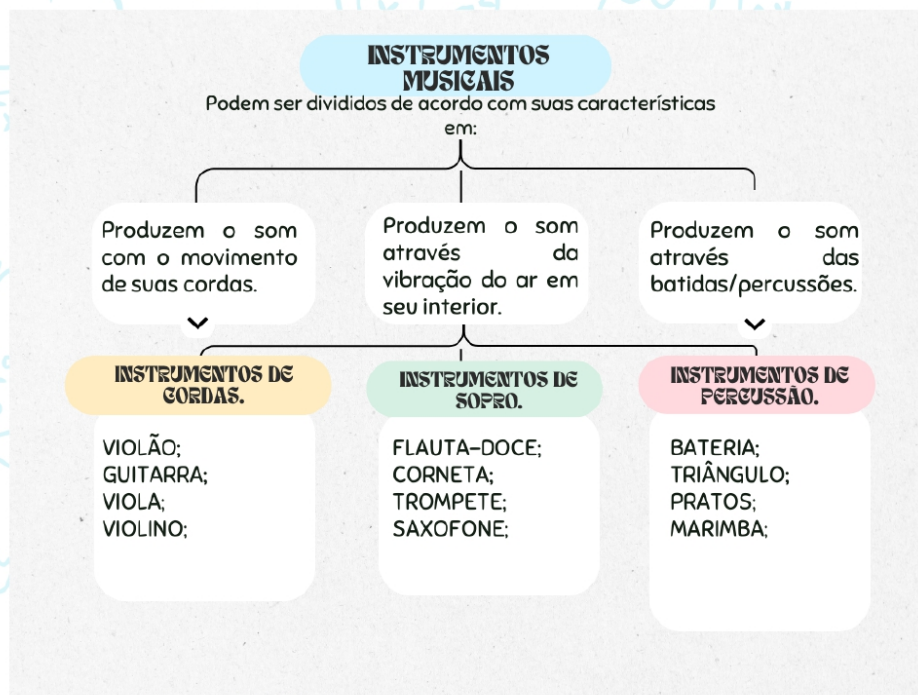 INSTRUMENTOS
MUSICAIS
Podem ser divididos de acordo com suas características
em:
Produzem o som
com o movimento
de suas cordas.
Produzem o som
através da
vibração do ar em
seu interior.
Produzem o som
através das
batidas/percussões.
INSTRUMENTOS DE
CORDAS.
VIOLÃO;
GUITARRA;
VIOLA;
VIOLINO;
INSTRUMENTOS DE
SOPRO.
FLAUTA-DOCE;
CORNETA;
TROMPETE;
SAXOFONE;
INSTRUMENTOS DE
PERCUSSÃO.
BATERIA;
TRIÂNGULO;
PRATOS;
MARIMBA;